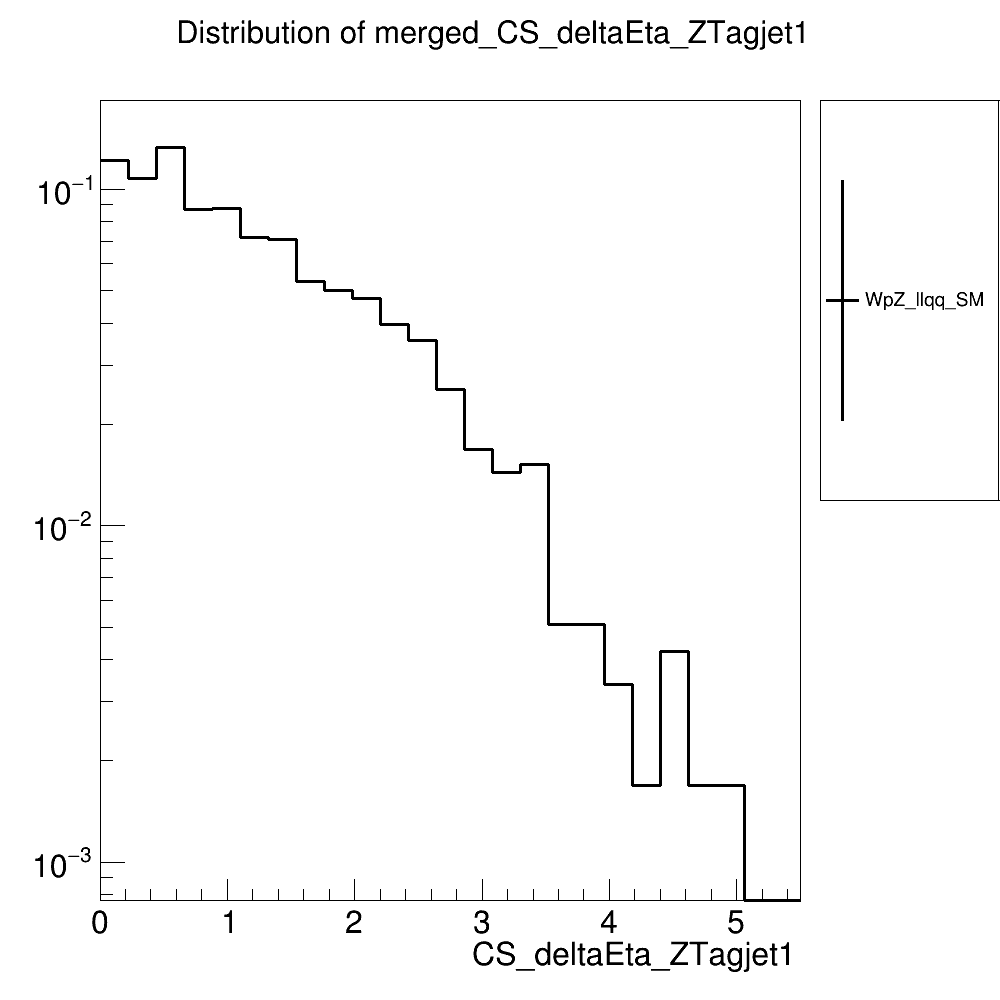 Distribution of merged_CS_deltaEta_ZTagjet1
10⁻¹
10⁻²
10⁻³
0 1 2 3 4 5
CS_deltaEta_ZTagjet1
WpZ_llqq_SM